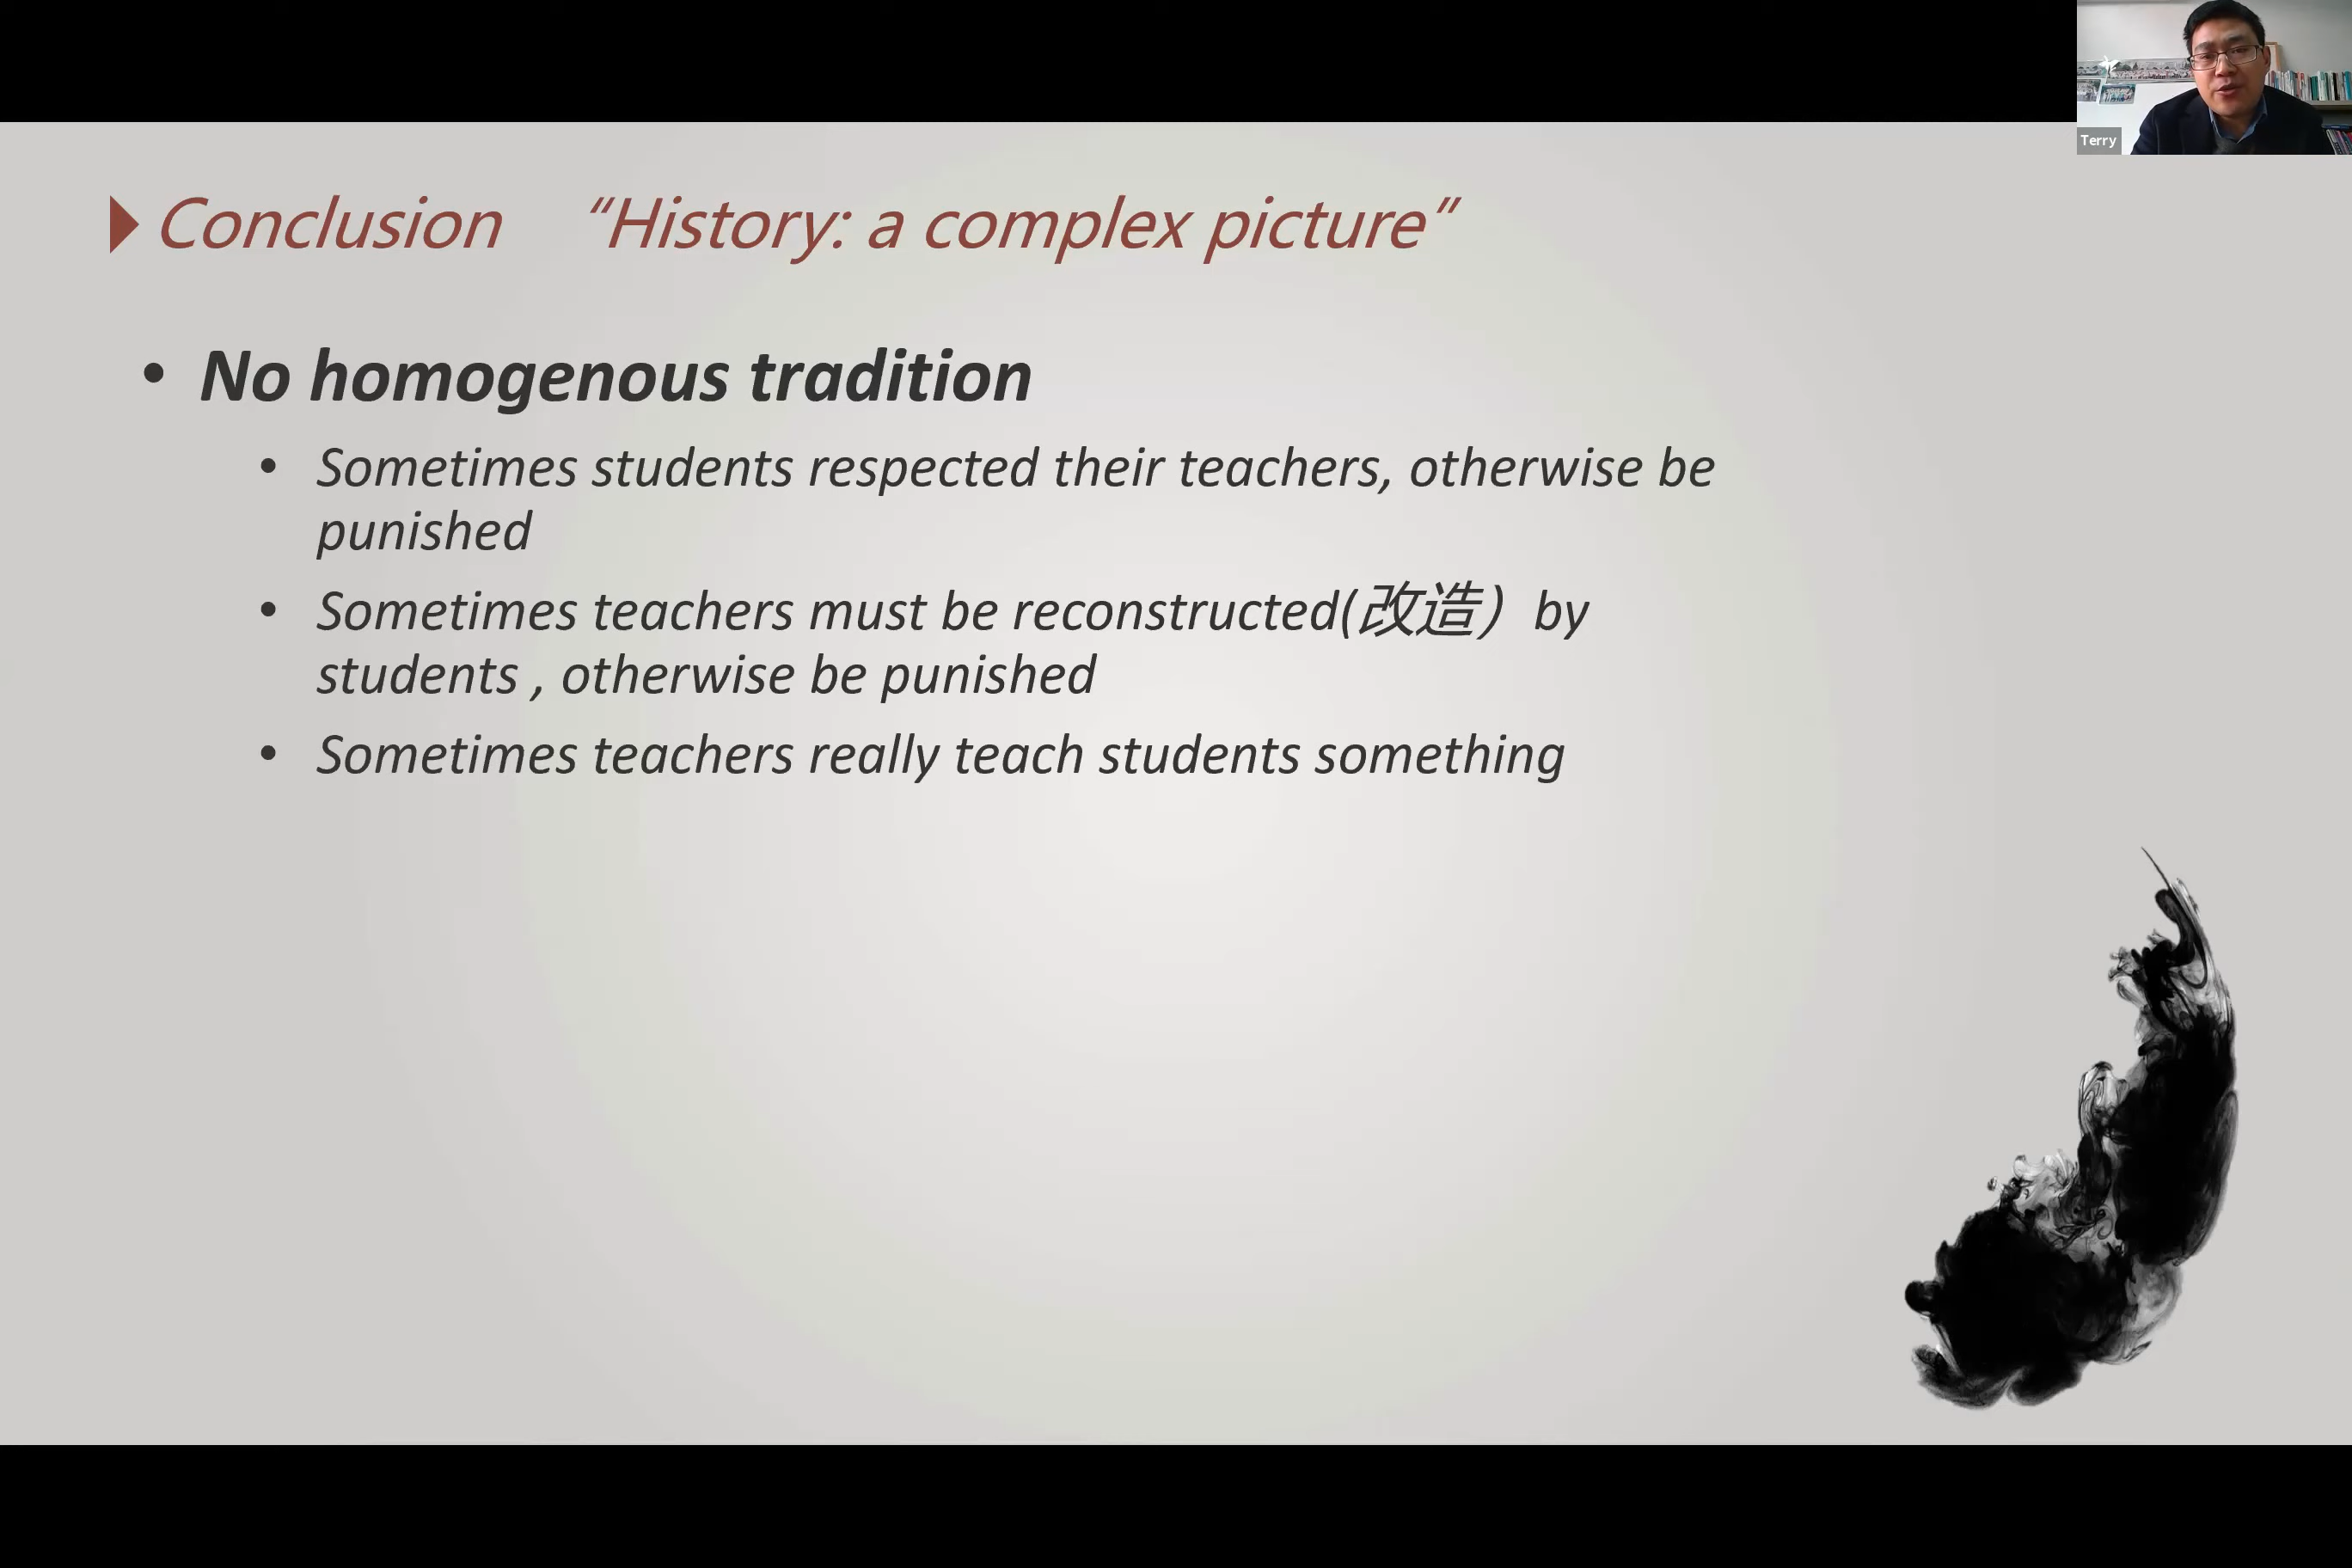 Terry
Conclusion “History: a complex picture”
• No homogenous tradition
• Sometimes students respected their teachers, otherwise be
punished
• Sometimes teachers must be reconstructed(改造）by
students , otherwise be punished
• Sometimes teachers really teach students something